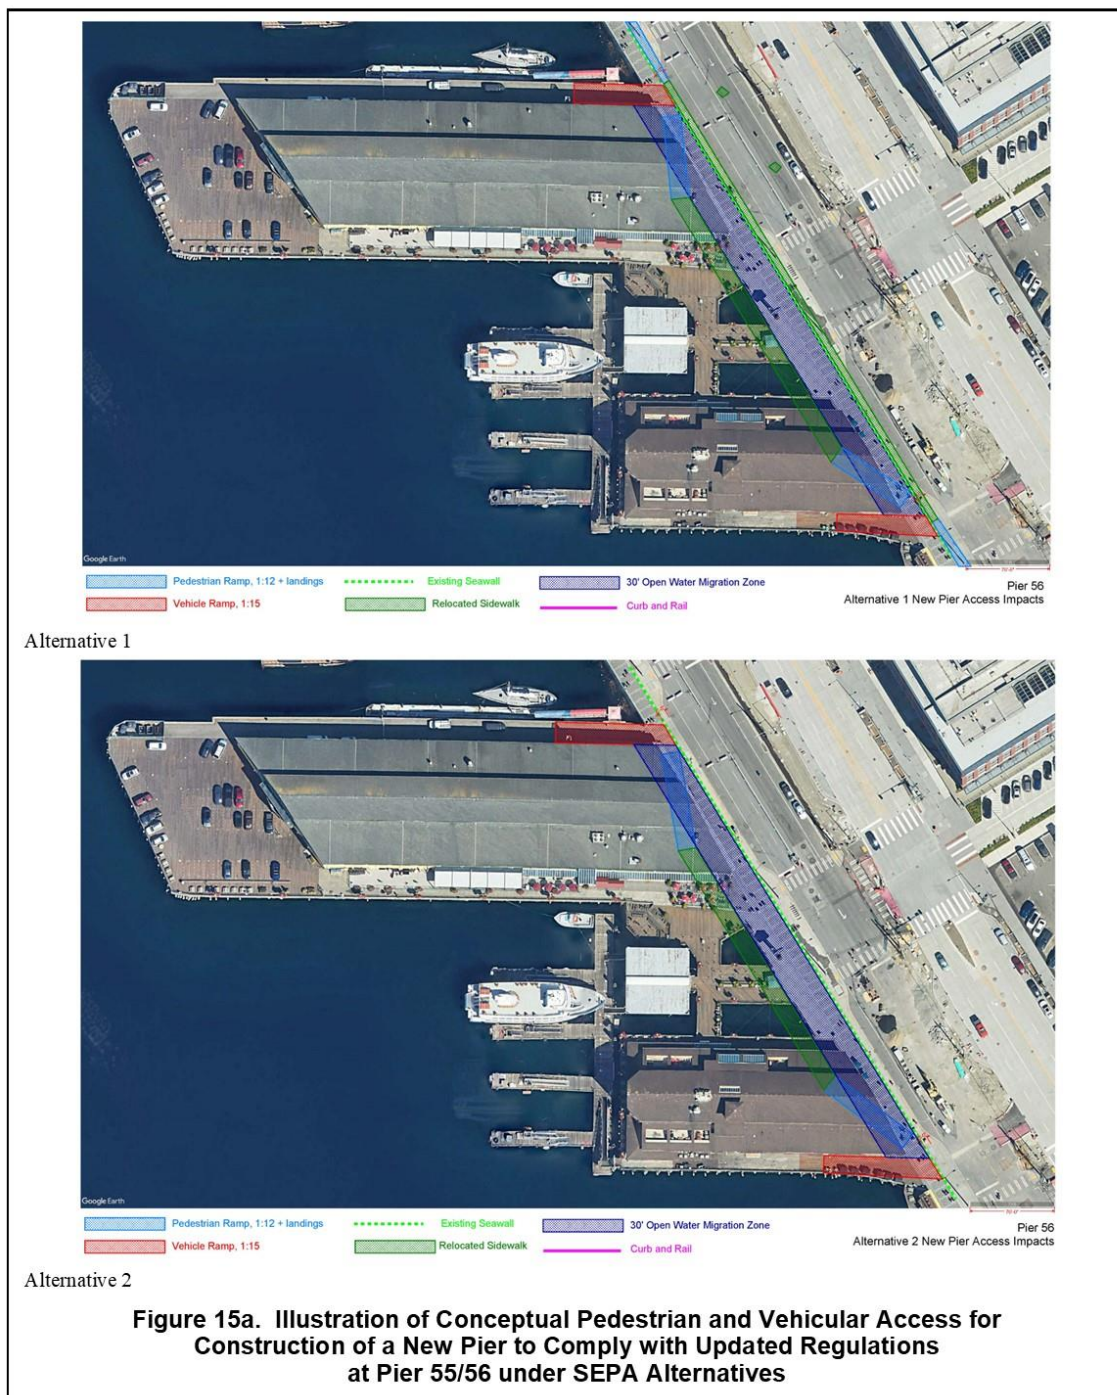 Google Earth
70'-0"
Pedestrian Ramp, 1:12 + landings
Existing Seawall
30' Open Water Migration Zone
Vehicle Ramp, 1:15
Relocated Sidewalk
Curb and Rail
Pier 56
Alternative 1 New Pier Access Impacts
Alternative 1
Google Earth
70'-0"
Pedestrian Ramp, 1:12 + landings
Existing Seawall
30' Open Water Migration Zone
Vehicle Ramp, 1:15
Relocated Sidewalk
Curb and Rail
Pier 56
Alternative 2 New Pier Access Impacts
Alternative 2
Figure 15a. Illustration of Conceptual Pedestrian and Vehicular Access for
Construction of a New Pier to Comply with Updated Regulations
at Pier 55/56 under SEPA Alternatives